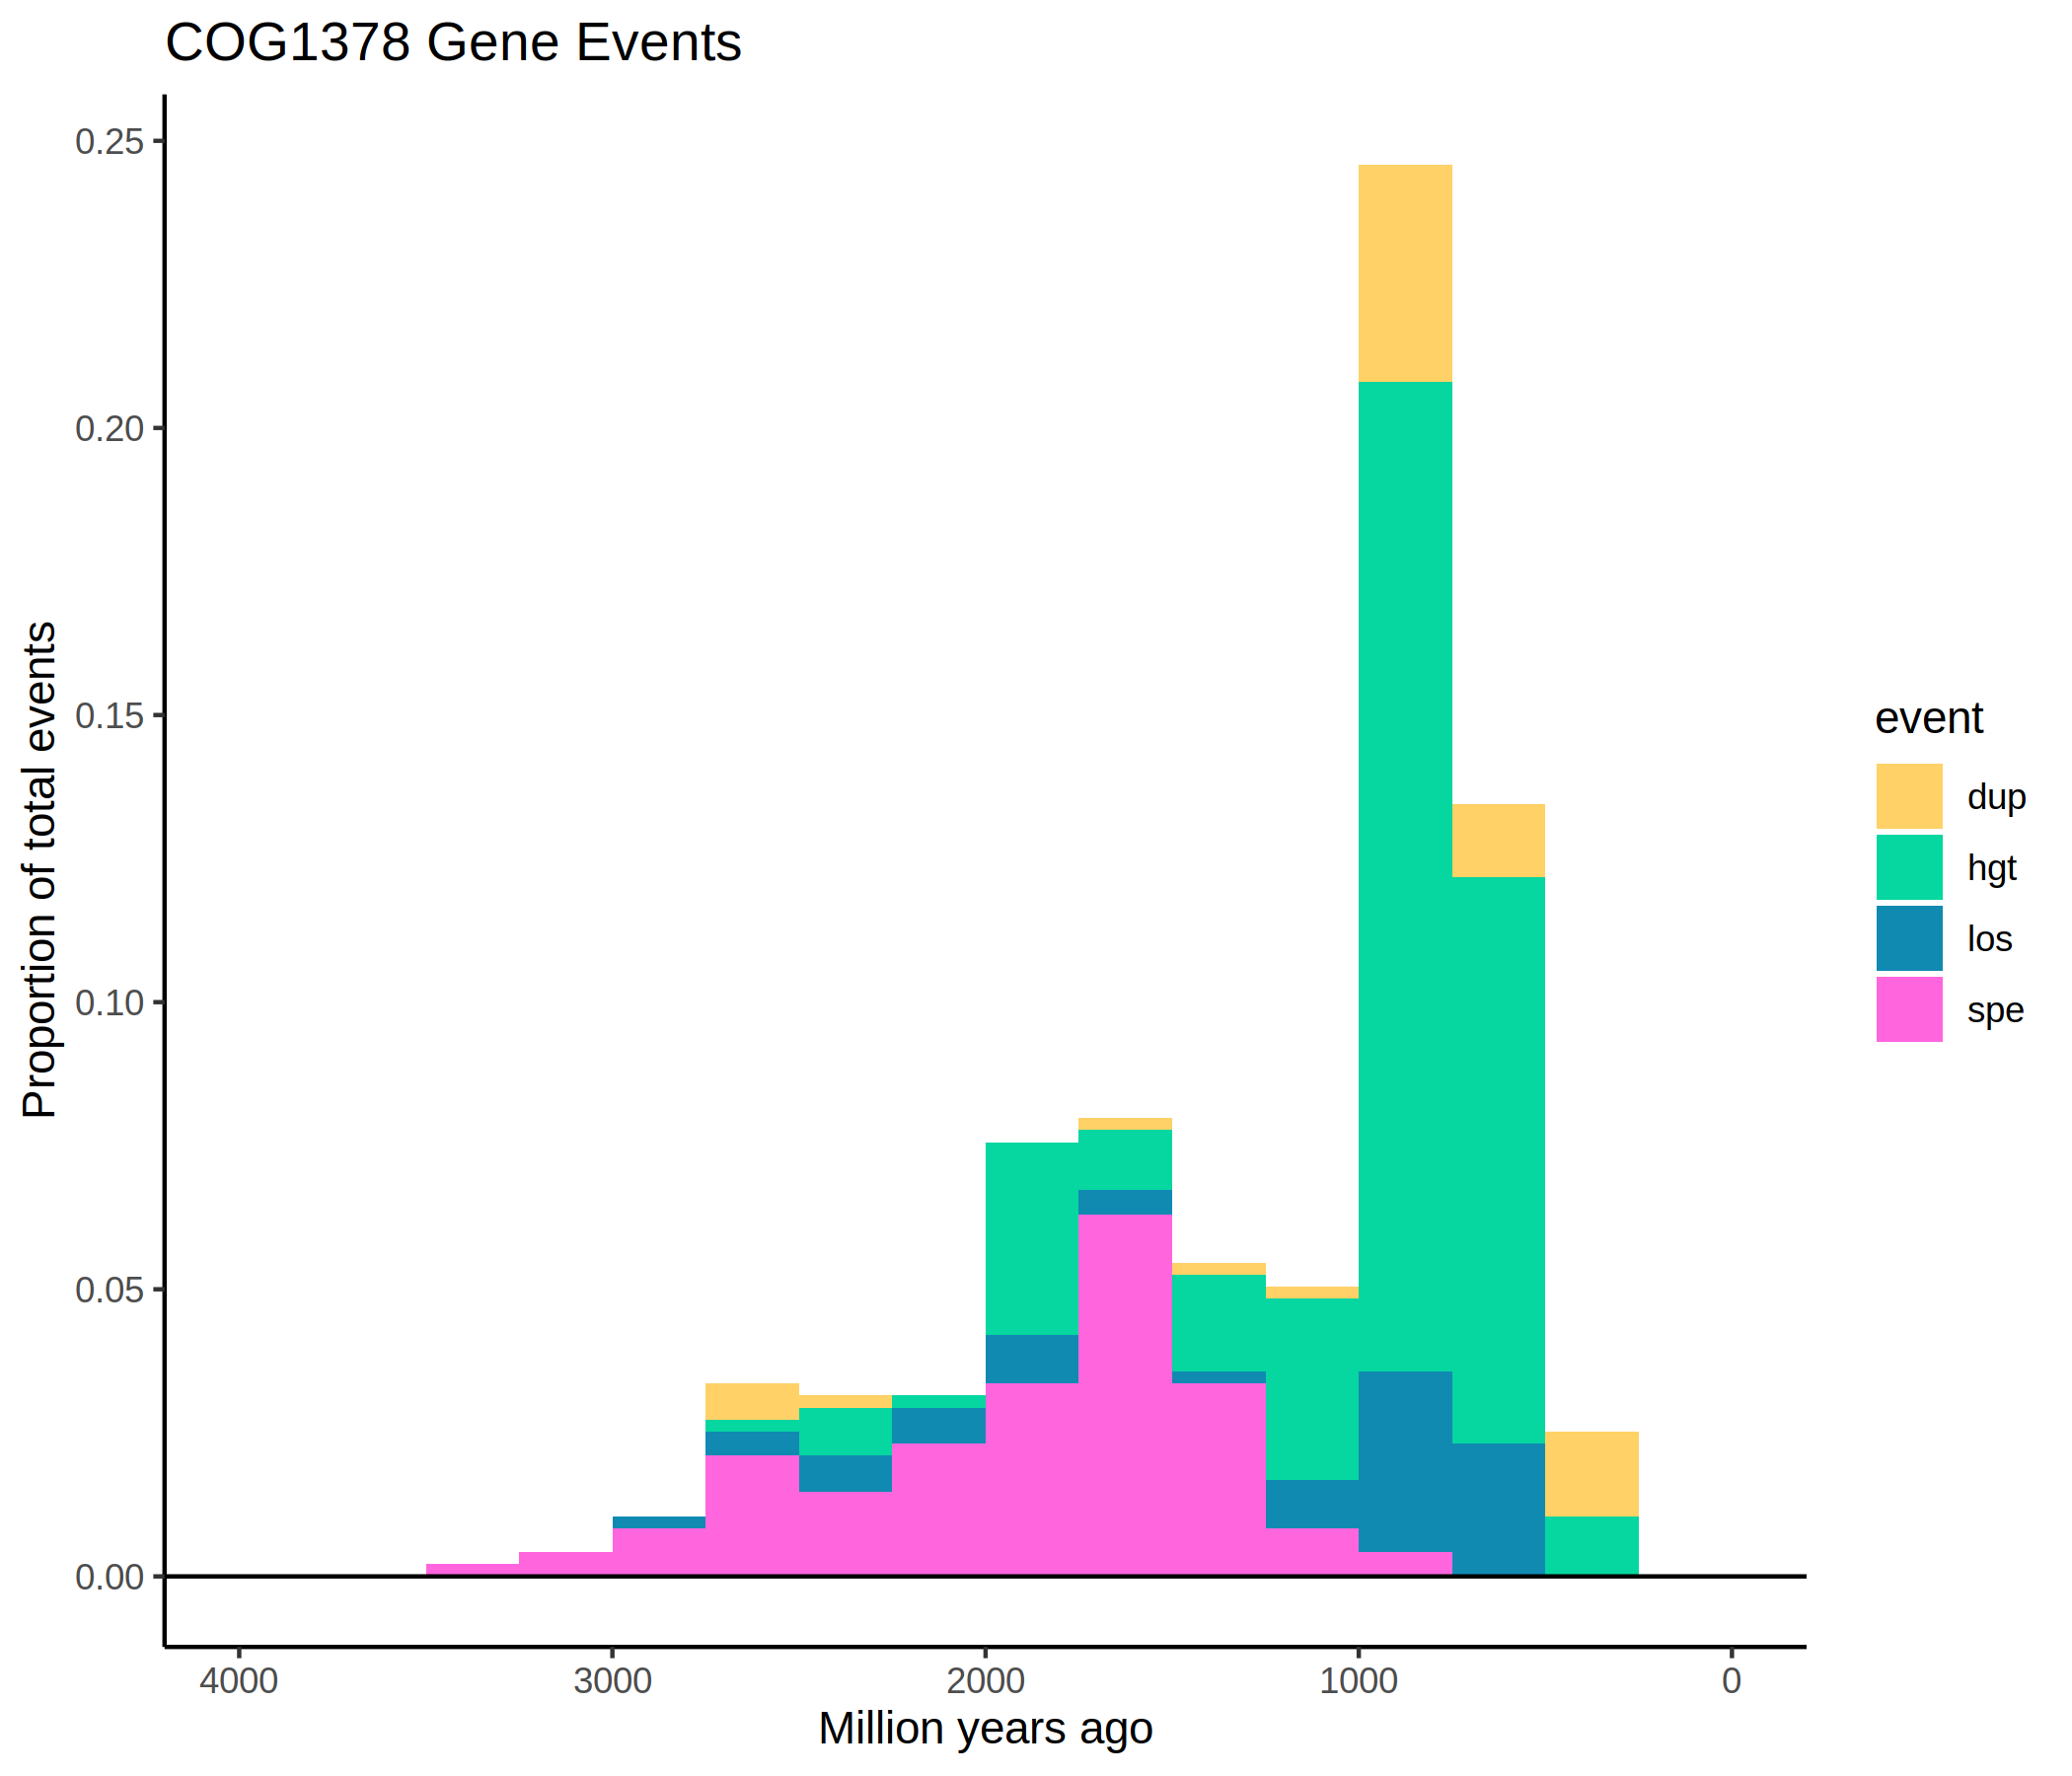 COG1378 Gene Events
Proportion of total events
0.25
0.20
0.15
0.10
0.05
0.00
4000 3000 2000 1000 0
Million years ago
event
dup
hgt
los
spe